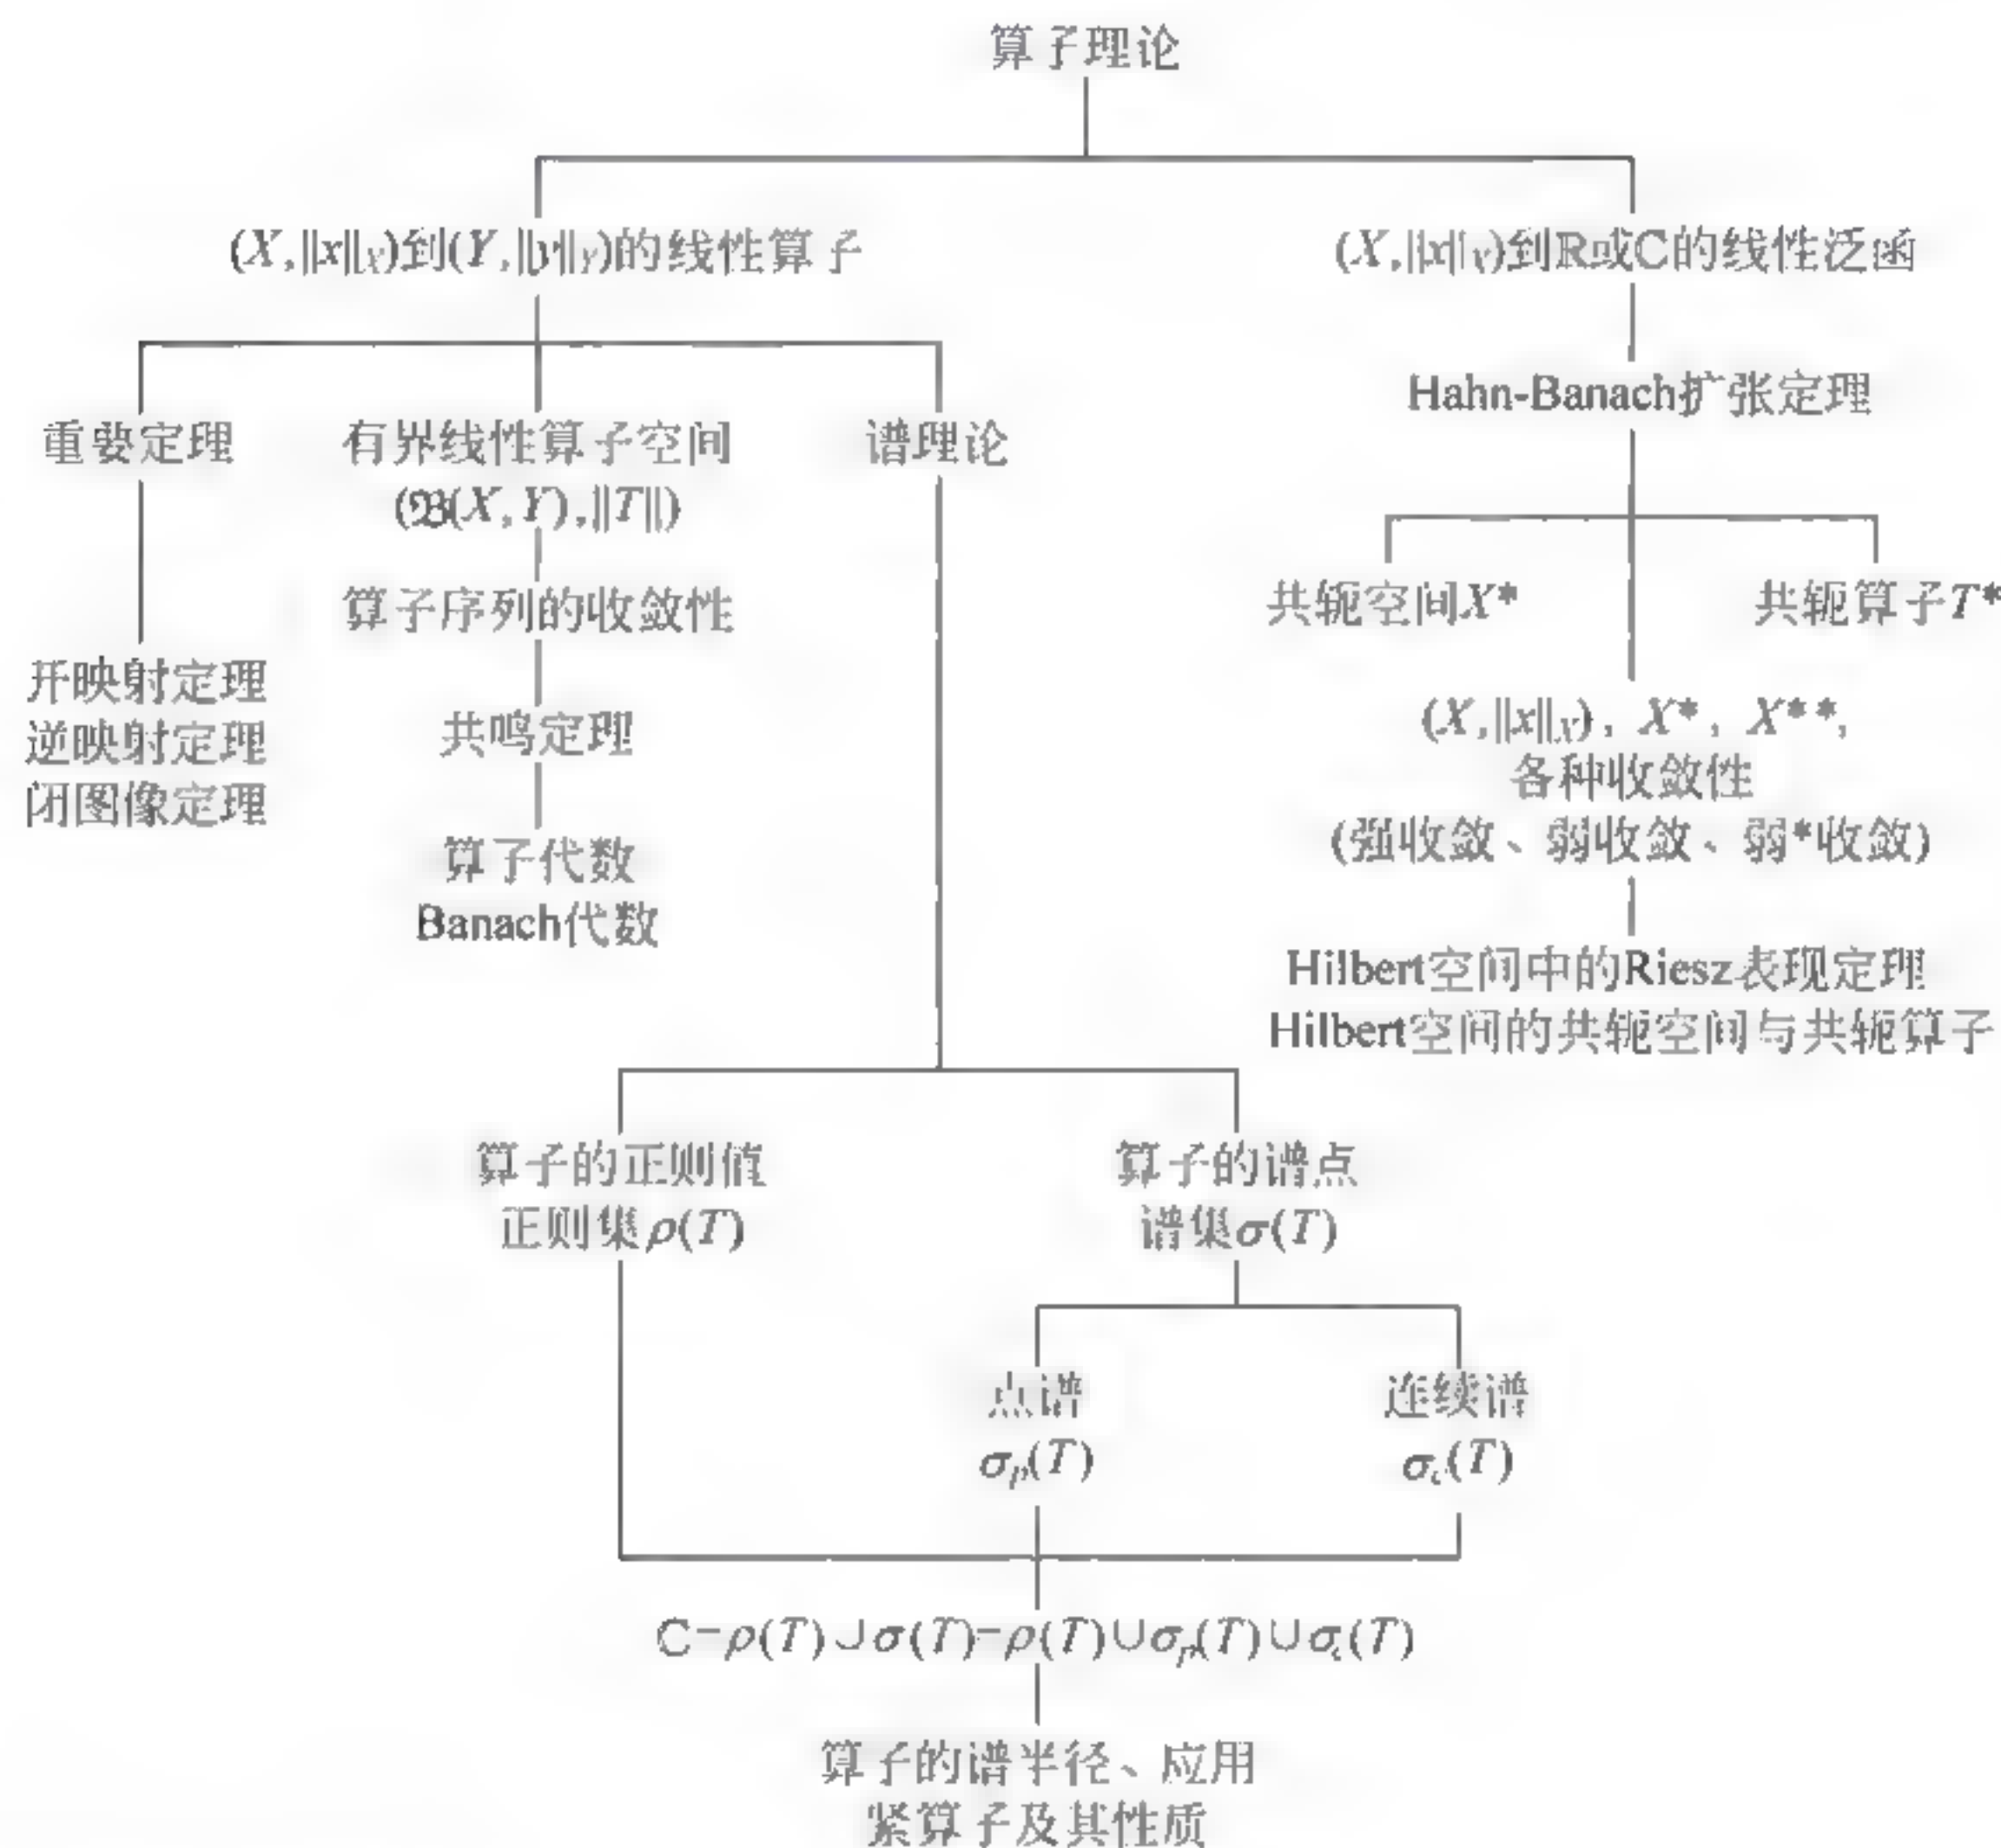 算子理论
(X,‖x‖_X)到(Y,‖y‖_Y)的线性算子
(X,‖x‖_X)到ℝ或ℂ的线性泛函
重要定理
有界线性算子空间
(𝔅(X,Y),‖T‖)
谱理论
Hahn-Banach扩张定理
算子序列的收敛性
共轭空间X*
共轭算子T*
开映射定理
逆映射定理
闭图像定理
共鸣定理
(X,‖x‖_X), X*, X**,
各种收敛性
(强收敛、弱收敛、弱*收敛)
算子代数
Banach代数
Hilbert空间中的Riesz表现定理
Hilbert空间的共轭空间与共轭算子
算子的正则值
正则集ρ(T)
算子的谱点
谱集σ(T)
点谱
σ_p(T)
连续谱
σ_c(T)
ℂ=ρ(T)∪σ(T)=ρ(T)∪σ_p(T)∪σ_c(T)
算子的谱半径、应用
紧算子及其性质